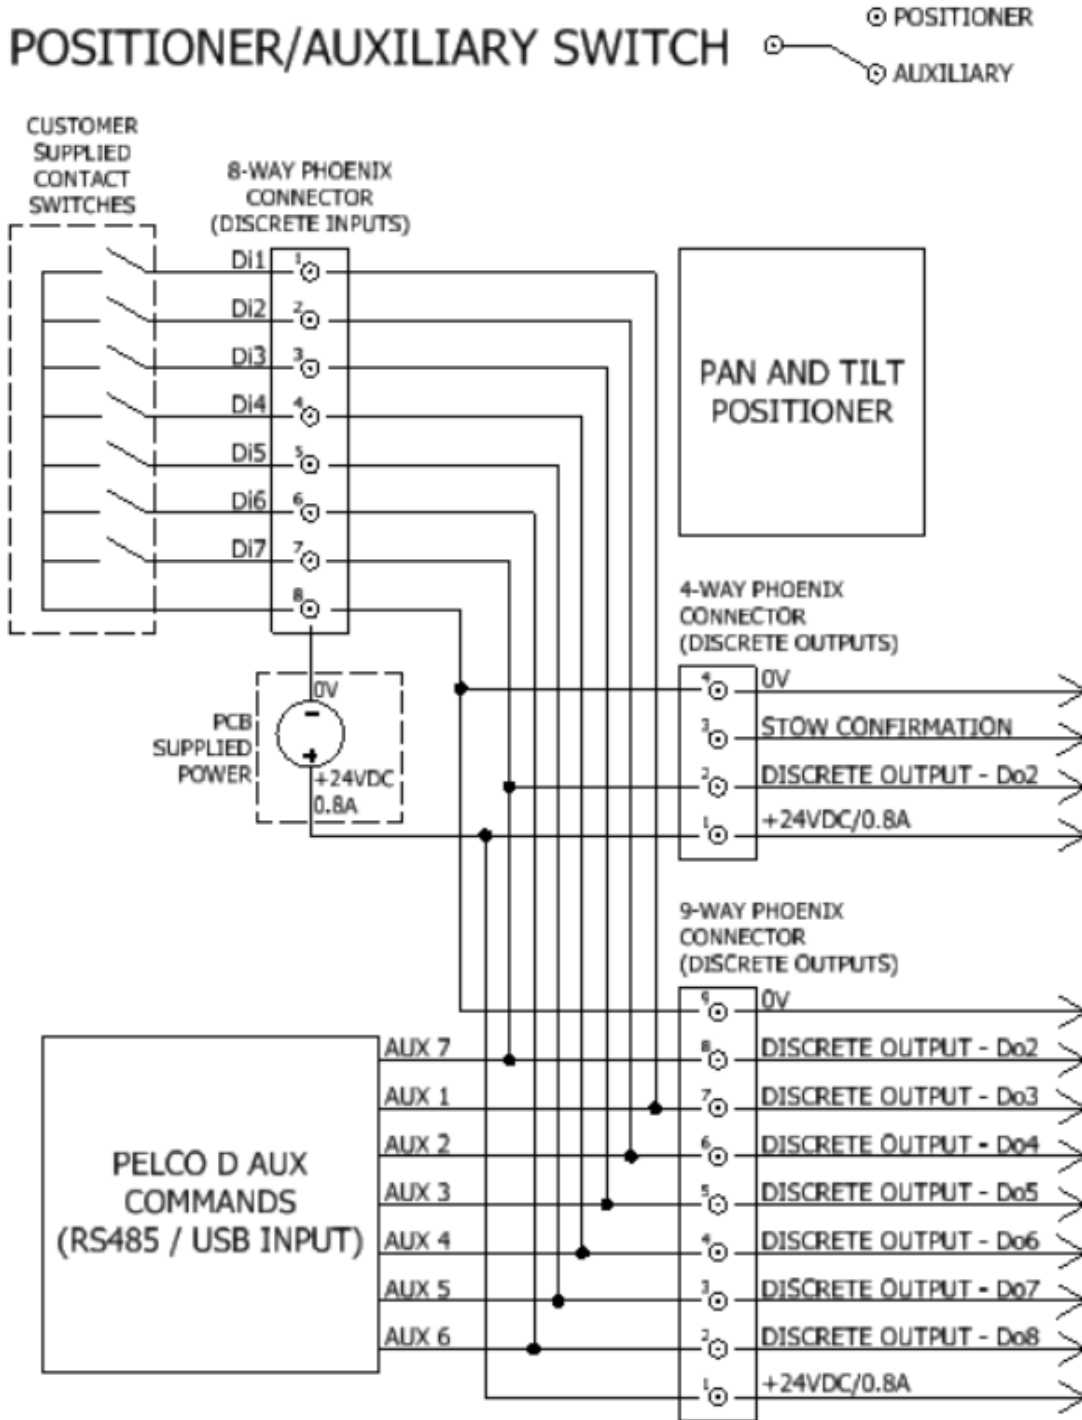 POSITIONER/AUXILIARY SWITCH
POSITIONER
AUXILIARY
CUSTOMER
SUPPLIED
CONTACT
SWITCHES
8-WAY PHOENIX
CONNECTOR
(DISCRETE INPUTS)
Di1
1
Di2
2
Di3
3
Di4
4
Di5
5
Di6
6
Di7
7
8
PAN AND TILT
POSITIONER
PCB
SUPPLIED
POWER
0V
-
+
+24VDC
0.8A
4-WAY PHOENIX
CONNECTOR
(DISCRETE OUTPUTS)
4
0V
3
STOW CONFIRMATION
2
DISCRETE OUTPUT - Do2
1
+24VDC/0.8A
9-WAY PHOENIX
CONNECTOR
(DISCRETE OUTPUTS)
9
0V
8
DISCRETE OUTPUT - Do2
7
DISCRETE OUTPUT - Do3
6
DISCRETE OUTPUT - Do4
5
DISCRETE OUTPUT - Do5
4
DISCRETE OUTPUT - Do6
3
DISCRETE OUTPUT - Do7
2
DISCRETE OUTPUT - Do8
1
+24VDC/0.8A
PELCO D AUX
COMMANDS
(RS485 / USB INPUT)
AUX 7
AUX 1
AUX 2
AUX 3
AUX 4
AUX 5
AUX 6